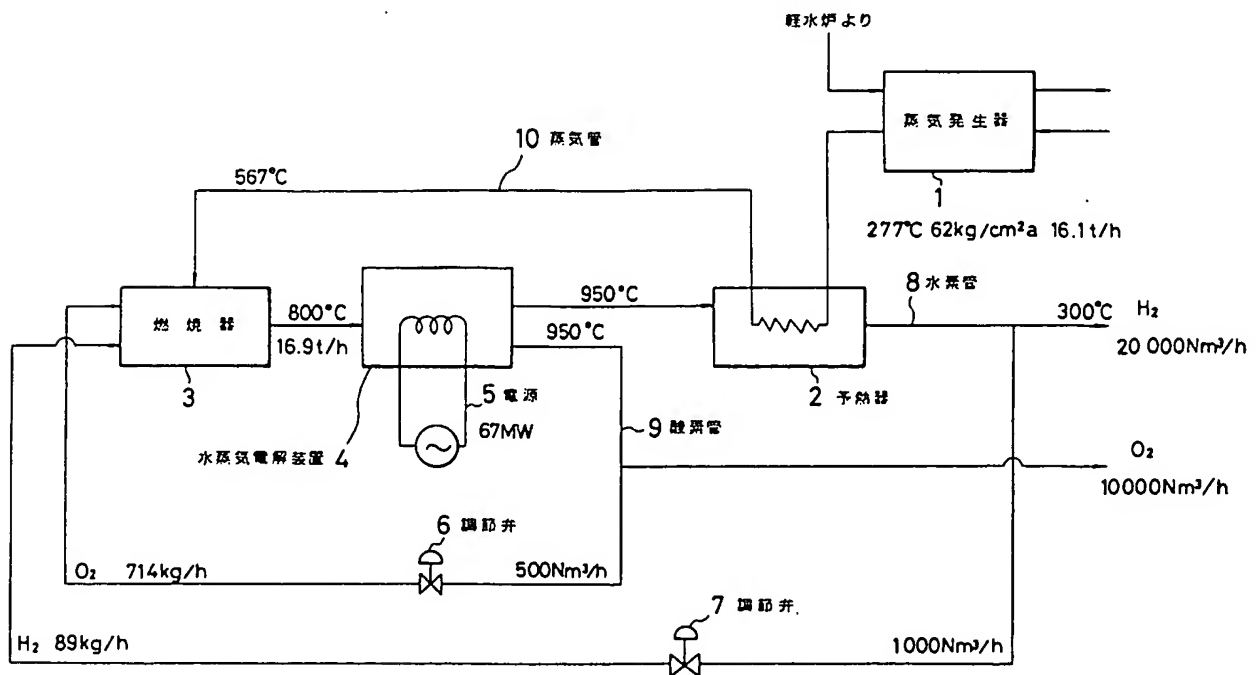 軽水炉より
蒸気発生器
1
277°C 62kg/cm²a 16.1t/h
10 蒸気管
567°C
燃焼器
3
800°C
16.9t/h
950°C
950°C
5 電源
67MW
水蒸気電解装置 4
2 予熱器
8 水素管
300°C
H₂
20 000Nm³/h
9 酸素管
O₂
10000Nm³/h
6 調節弁
O₂ 714kg/h
500Nm³/h
7 調節弁
H₂ 89kg/h
1000Nm³/h